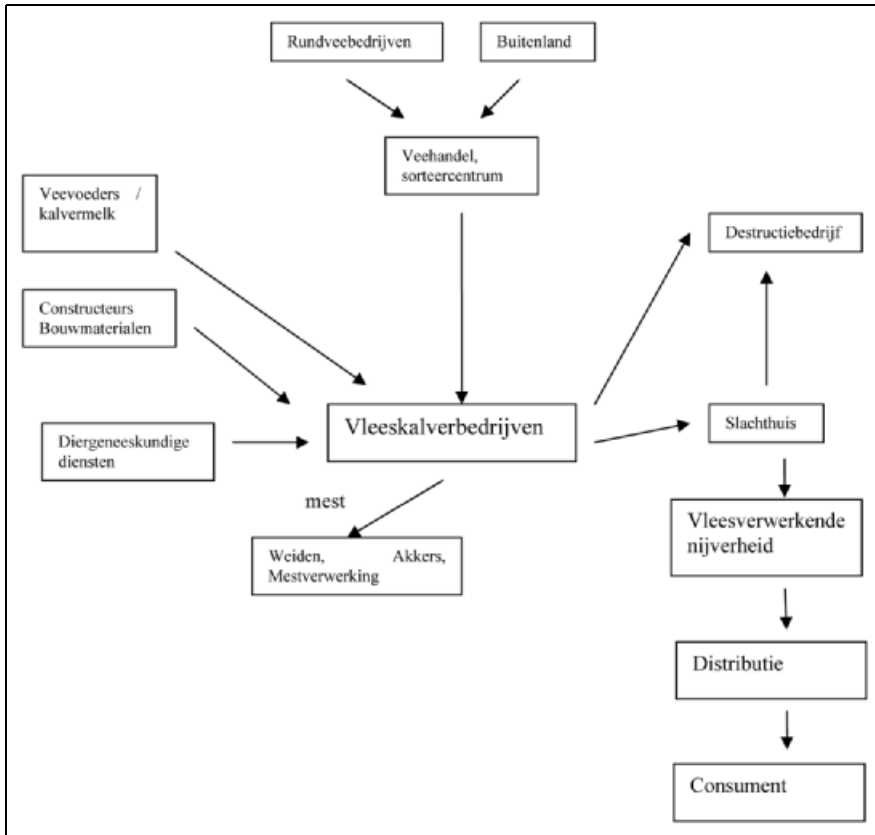 Rundveebedrijven
Buitenland
Veehandel,
sorteercentrum
Veevoeders /
kalvermelk
Destructiebedrijf
Constructeurs
Bouwmaterialen
Vleeskalverbedrijven
Slachthuis
Diergeneeskundige
diensten
mest
Vleesverwerkende
nijverheid
Weiden, Akkers,
Mestverwerking
Distributie
Consument